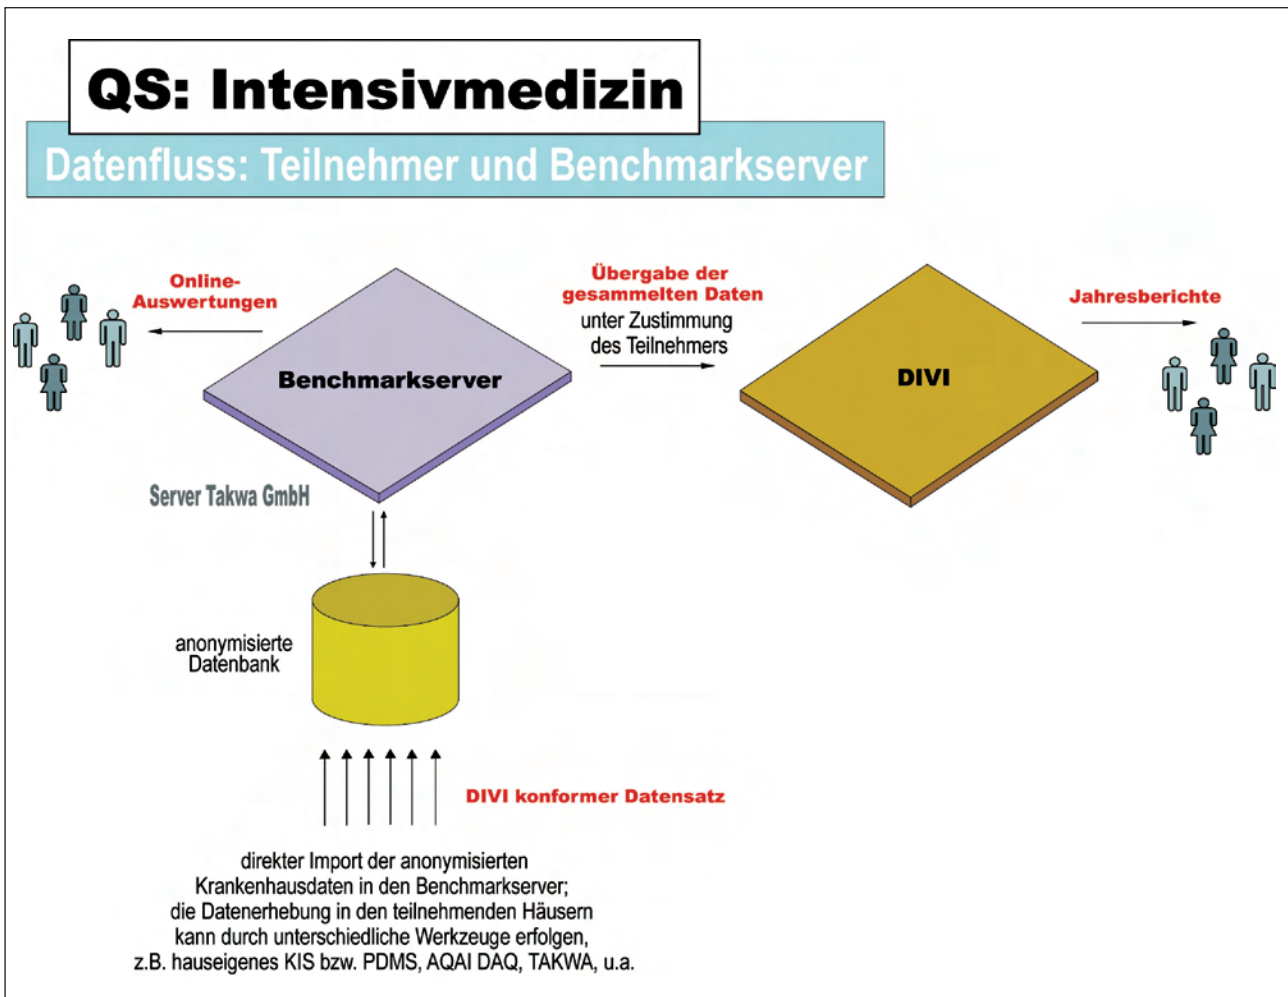 QS: Intensivmedizin
Datenfluss: Teilnehmer und Benchmarkserver
Online-
Auswertungen
Übergabe der
gesammelten Daten
unter Zustimmung
des Teilnehmers
Jahresberichte
Benchmarkserver
DIVI
Server Takwa GmbH
anonymisierte
Datenbank
DIVI konformer Datensatz
direkter Import der anonymisierten
Krankenhausdaten in den Benchmarkserver;
die Datenerhebung in den teilnehmenden Häusern
kann durch unterschiedliche Werkzeuge erfolgen,
z.B. hauseigenes KIS bzw. PDMS, AQAI DAQ, TAKWA, u.a.